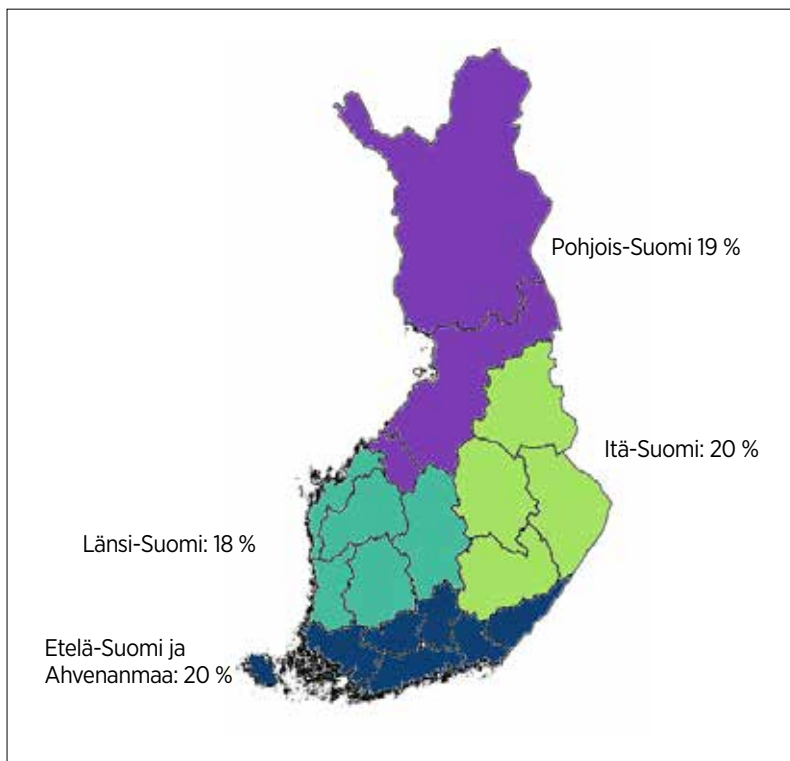 Pohjois-Suomi 19 %
Itä-Suomi: 20 %
Länsi-Suomi: 18 %
Etelä-Suomi ja
Ahvenanmaa: 20 %